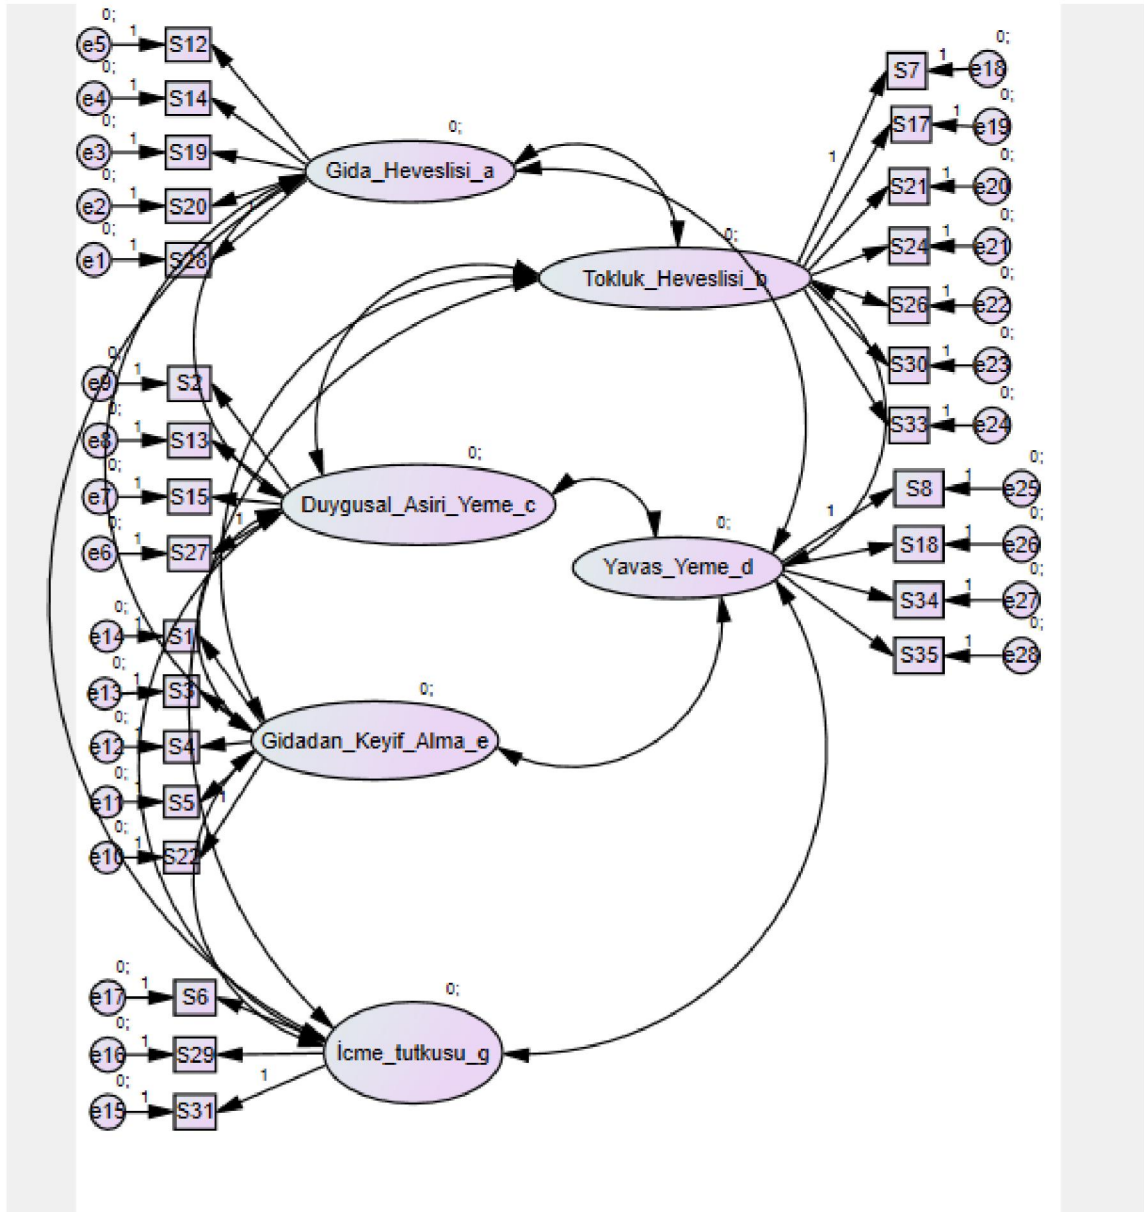 0;
e5 1 S12
0;
e4 1 S14
0;
e3 1 S19
0;
e2 1 S20
0;
e1 1 S28
1
0;
Gida_Heveslisi_a
0;
Tokluk_Heveslisi_b
0;
S7 1 e18
0;
S17 1 e19
1
0;
S21 1 e20
0;
S24 1 e21
0;
S26 1 e22
0;
S30 1 e23
0;
S33 1 e24
0;
e9 1 S2
0;
e8 1 S13
0;
e7 1 S15
0;
e6 1 S27
1
0;
Duygusal_Asiri_Yeme_c
0;
Yavas_Yeme_d
0;
S8 1 e25
1
0;
S18 1 e26
0;
S34 1 e27
0;
S35 1 e28
0;
e14 1 S1
0;
e13 1 S3
0;
e12 1 S4
0;
e11 1 S5
0;
e10 1 S22
1
0;
Gidadan_Keyif_Alma_e
0;
e17 1 S6
0;
e16 1 S29
0;
e15 1 S31
1
0;
İcme_tutkusu_g